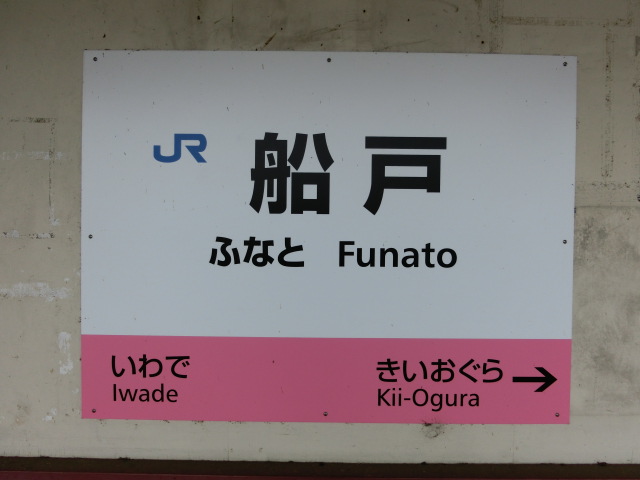 JR 船戸
ふなと Funato
いわで きいおぐら →
Iwade Kii-Ogura